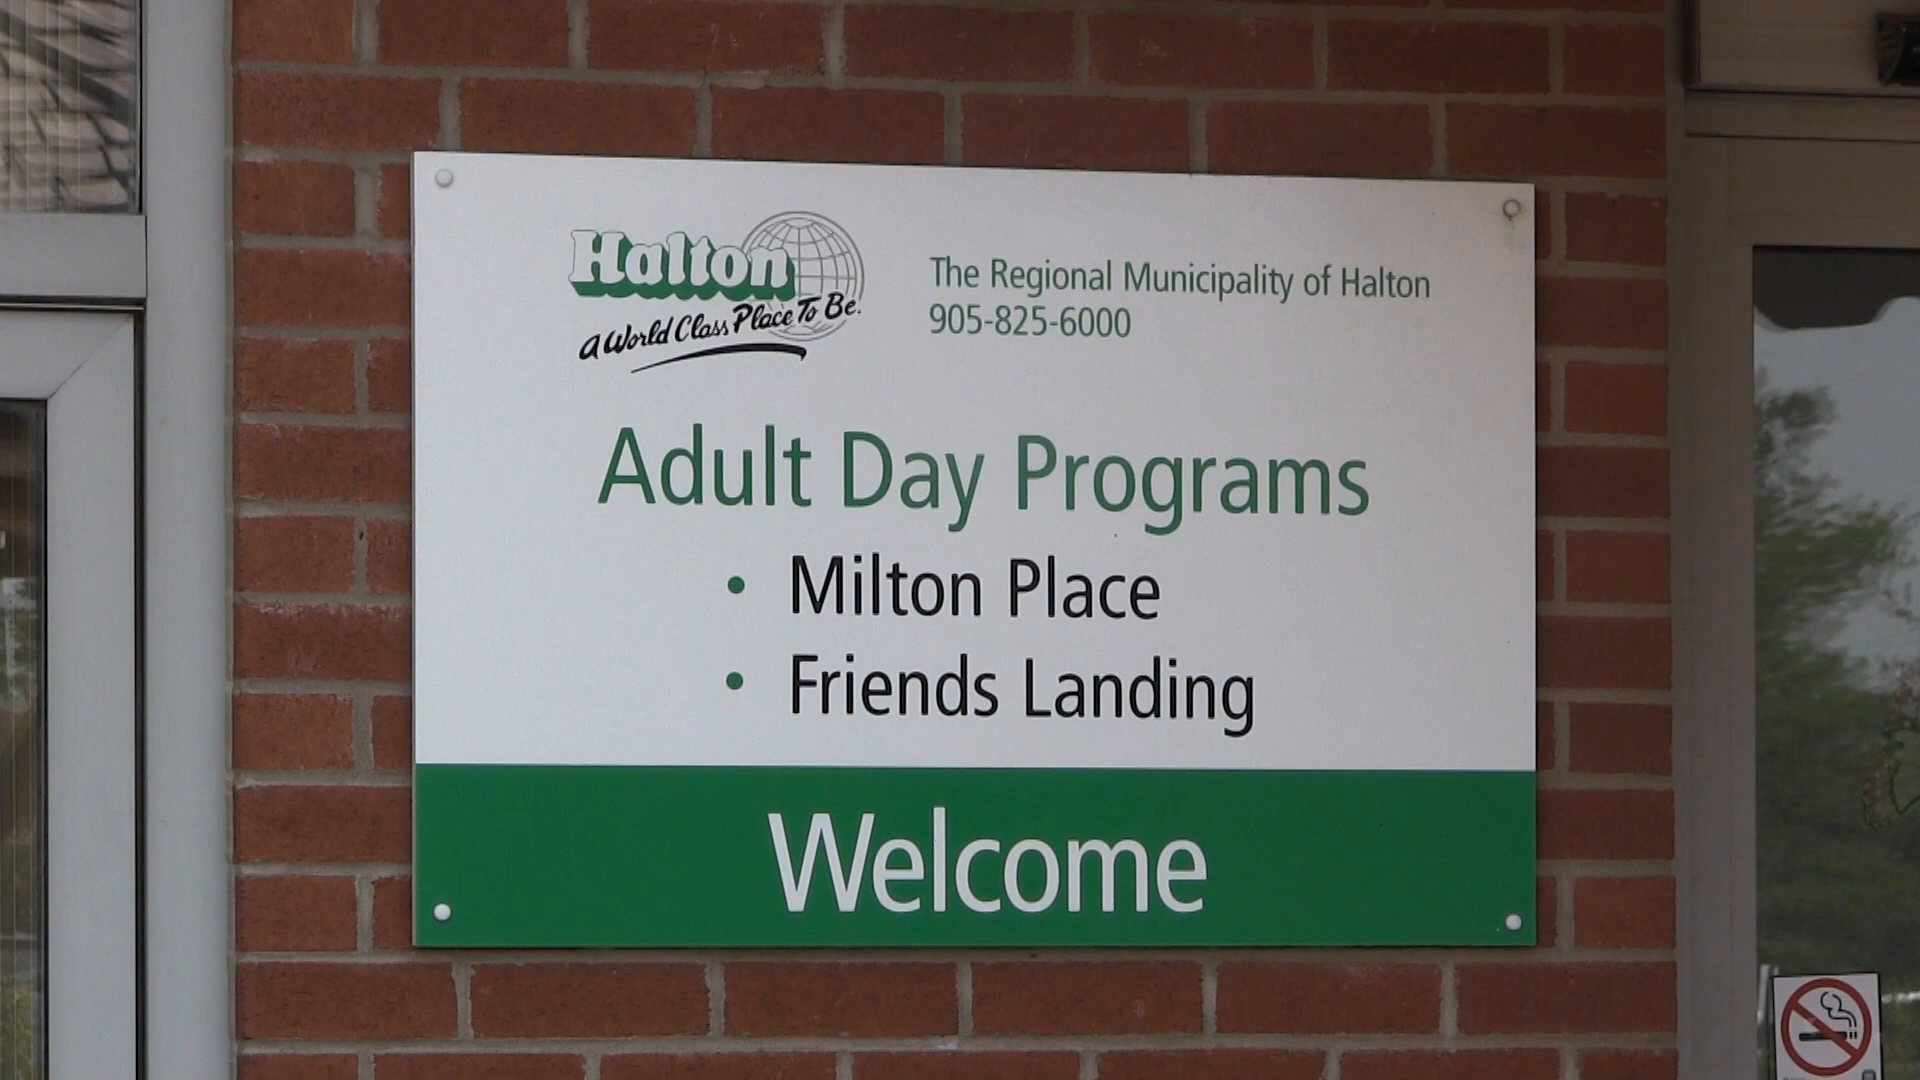 Halton
a World Class Place To Be.
The Regional Municipality of Halton
905-825-6000
Adult Day Programs
• Milton Place
• Friends Landing
Welcome